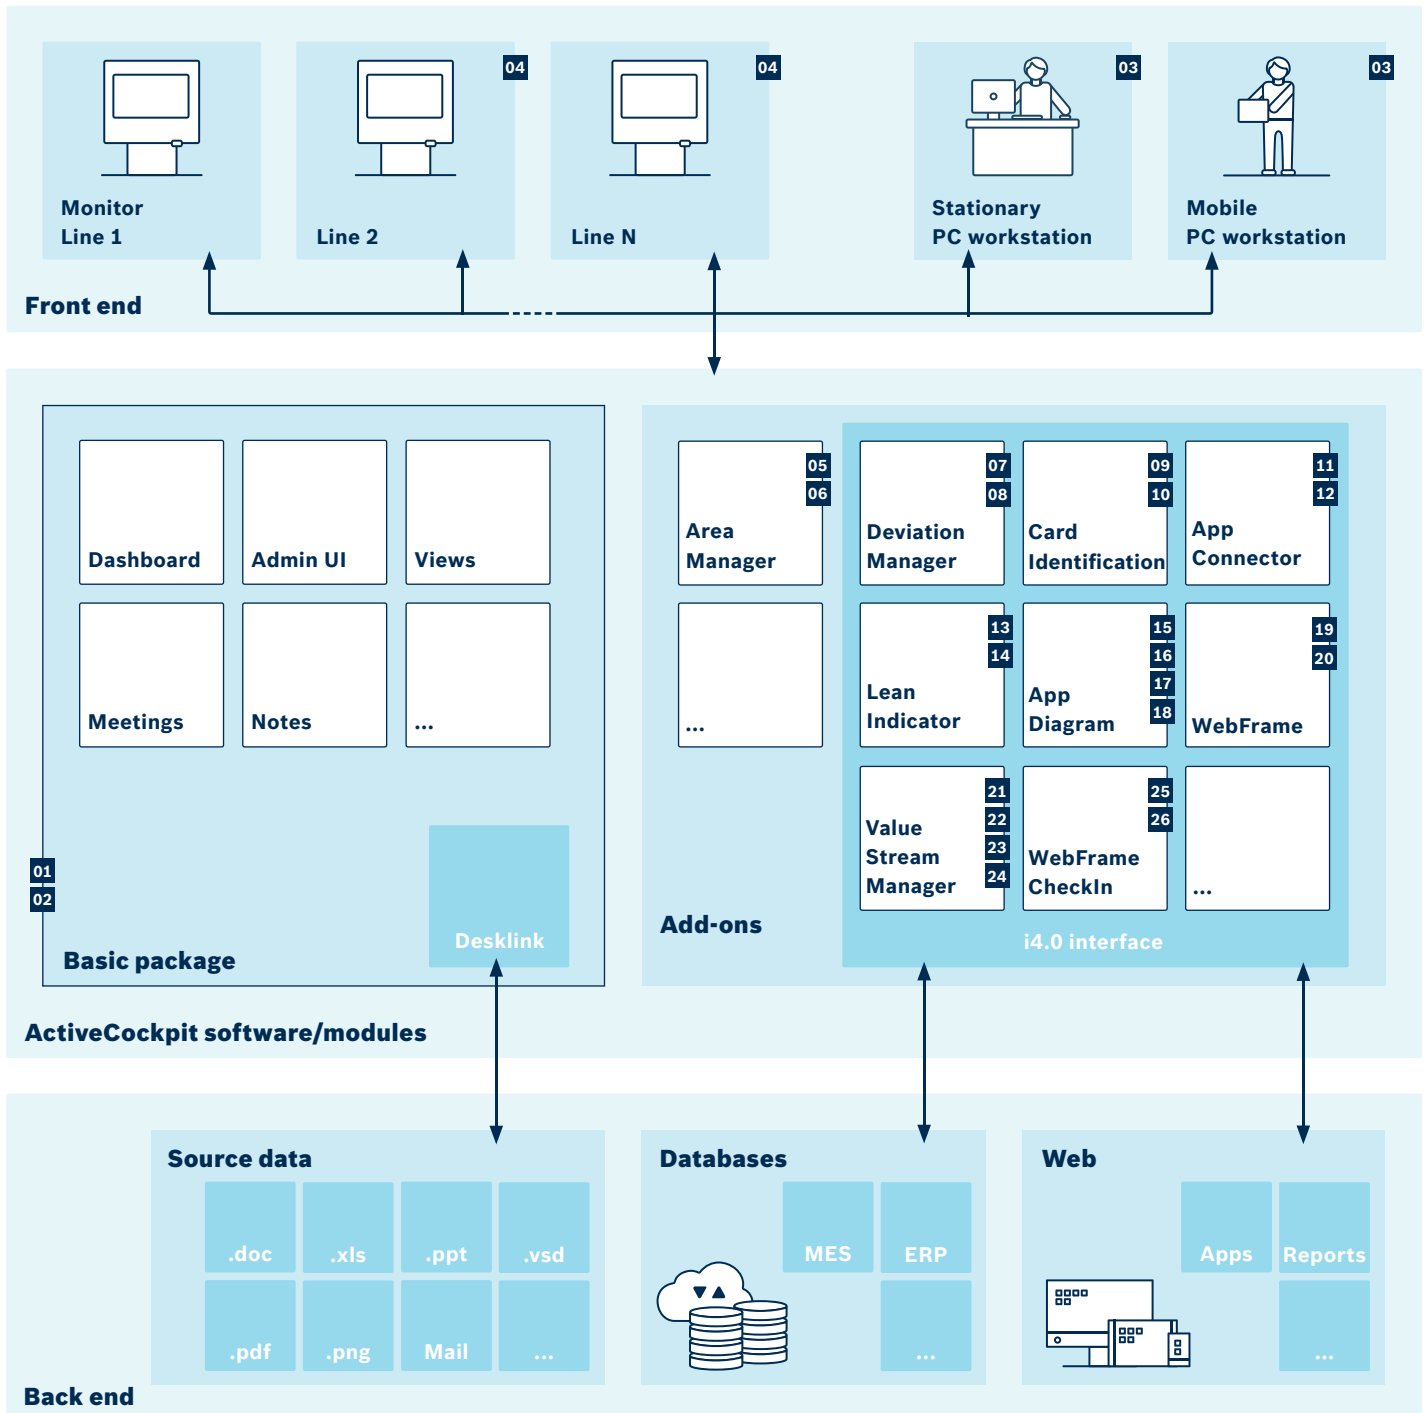 04
04
03
03
Monitor
Line 1
Line 2
Line N
Stationary
PC workstation
Mobile
PC workstation
Front end
Dashboard
Admin UI
Views
Meetings
Notes
...
01
02
Desklink
Basic package
05
06
Area
Manager
...
07
08
Deviation
Manager
09
10
Card
Identification
11
12
App
Connector
13
14
Lean
Indicator
15
16
17
18
App
Diagram
19
20
WebFrame
21
22
23
24
Value
Stream
Manager
25
26
WebFrame
CheckIn
...
Add-ons
i4.0 interface
ActiveCockpit software/modules
Source data
.doc
.xls
.ppt
.vsd
.pdf
.png
Mail
...
Databases
MES
ERP
...
Web
Apps
Reports
...
Back end